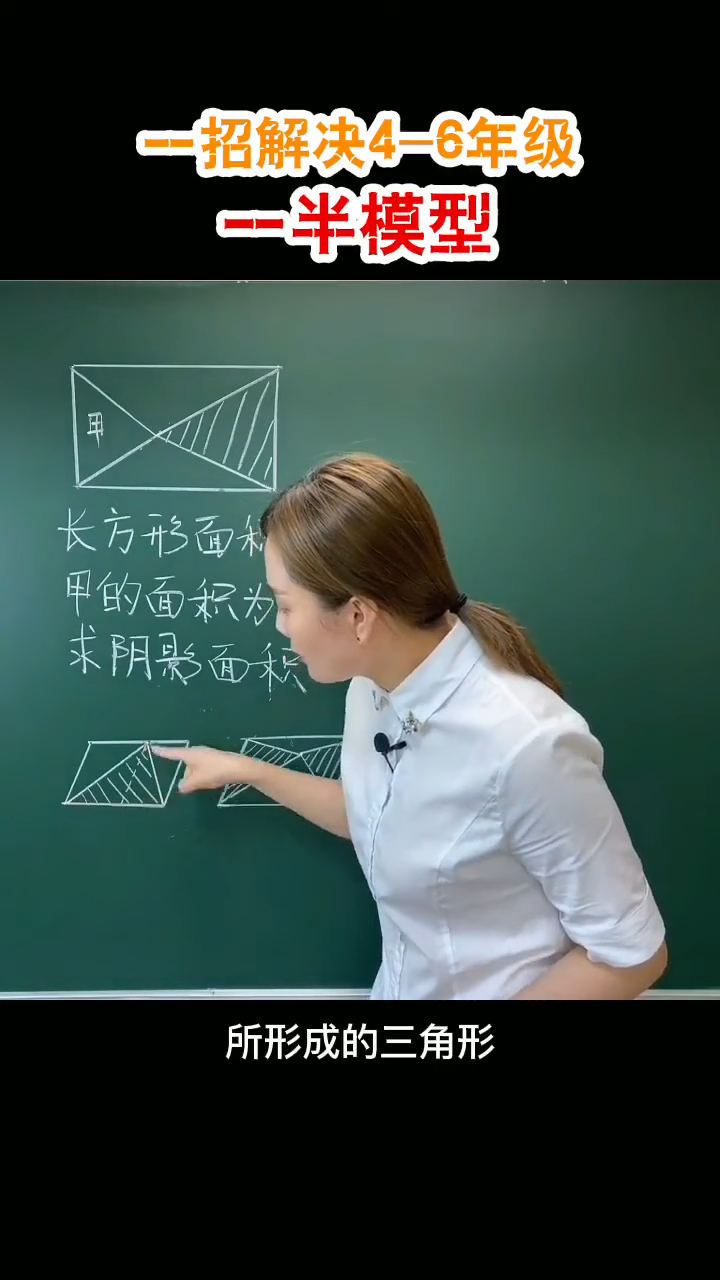 一招解决4-6年级
一半模型
甲
长方形面积
甲的面积为
求阴影面积
所形成的三角形